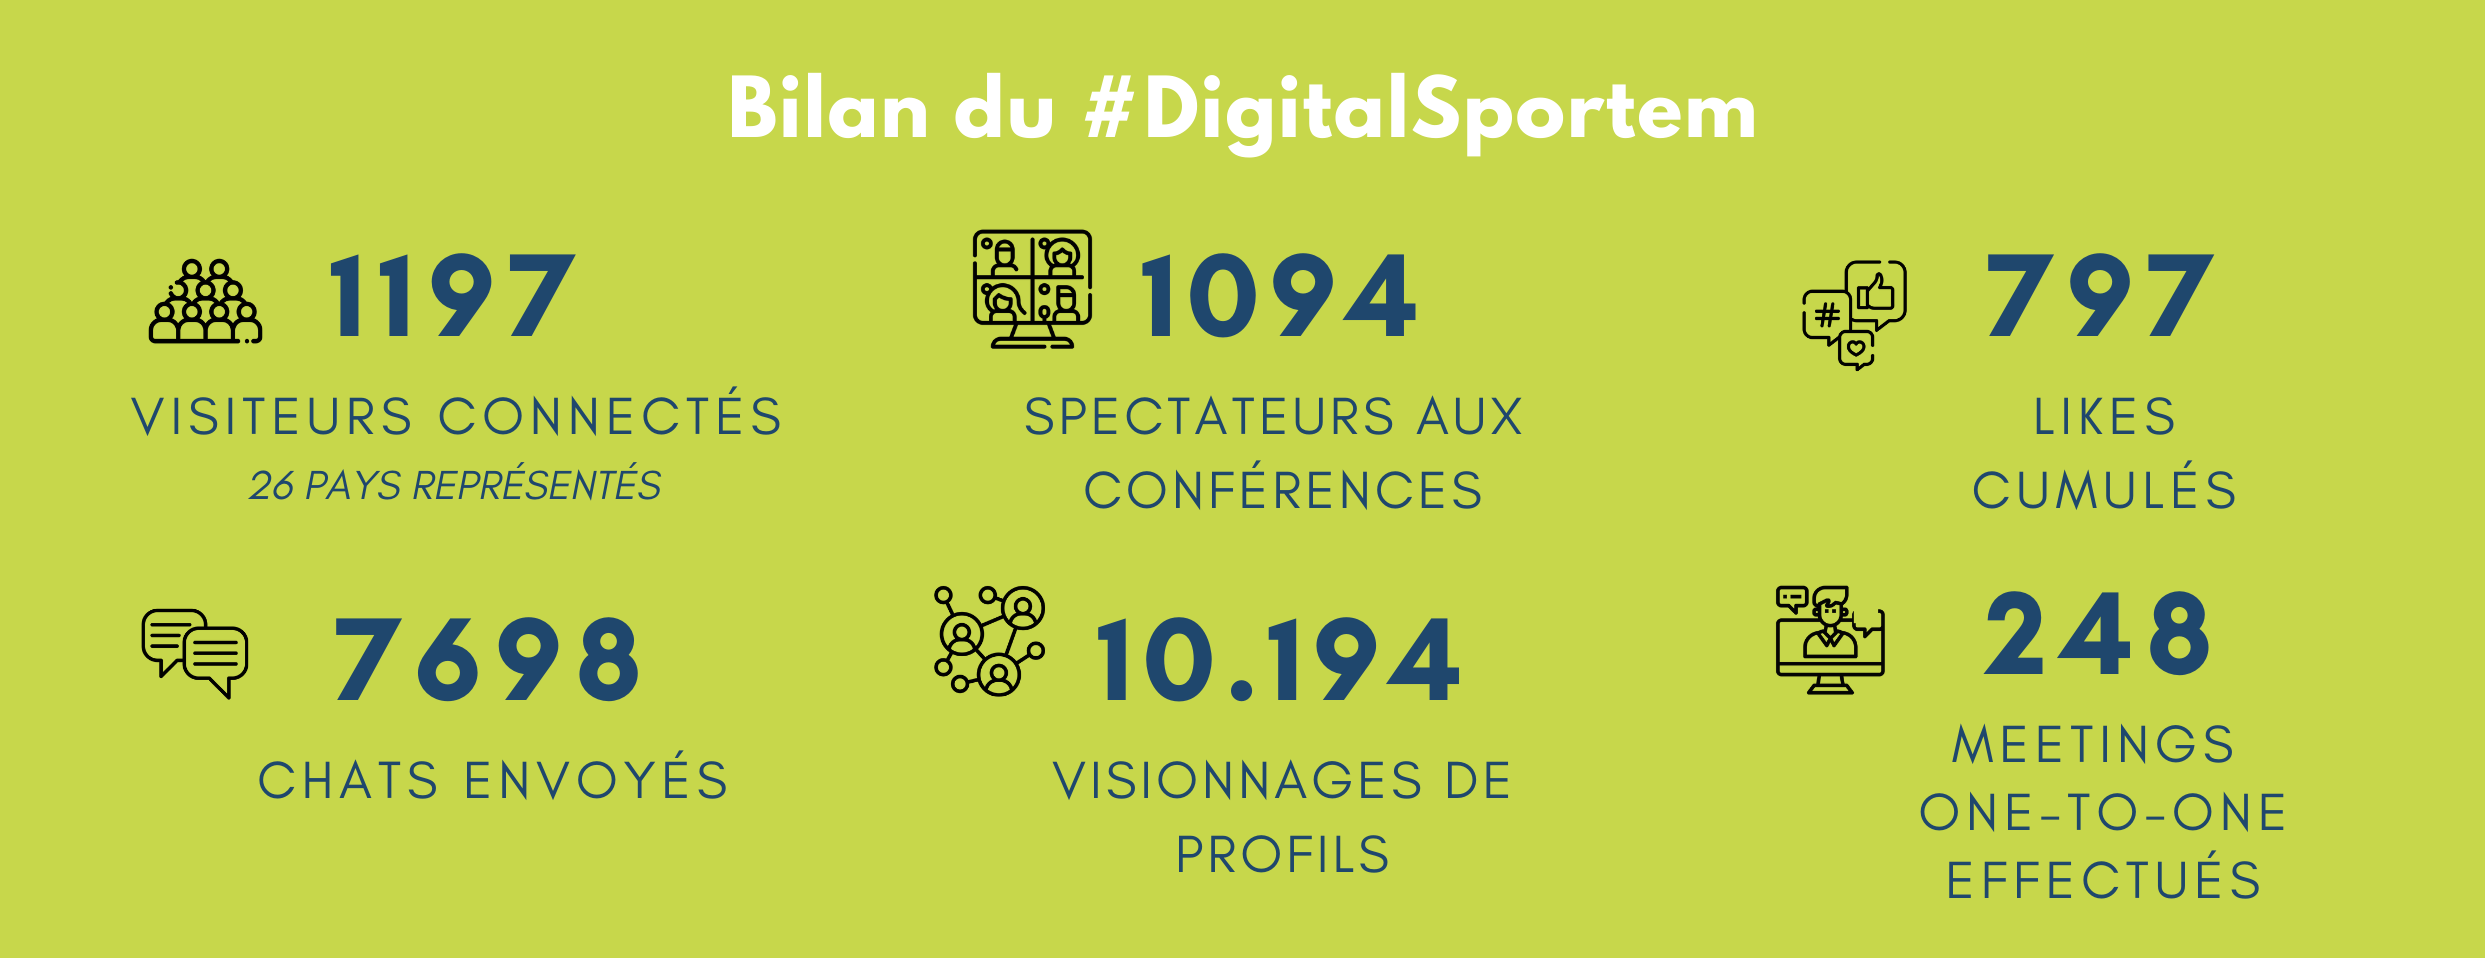 Bilan du #DigitalSportem
1197
VISITEURS CONNECTÉS
26 PAYS REPRÉSENTÉS
1094
SPECTATEURS AUX
CONFÉRENCES
#
797
LIKES
CUMULÉS
7698
CHATS ENVOYÉS
10.194
VISIONNAGES DE
PROFILS
248
MEETINGS
ONE-TO-ONE
EFFECTUÉS